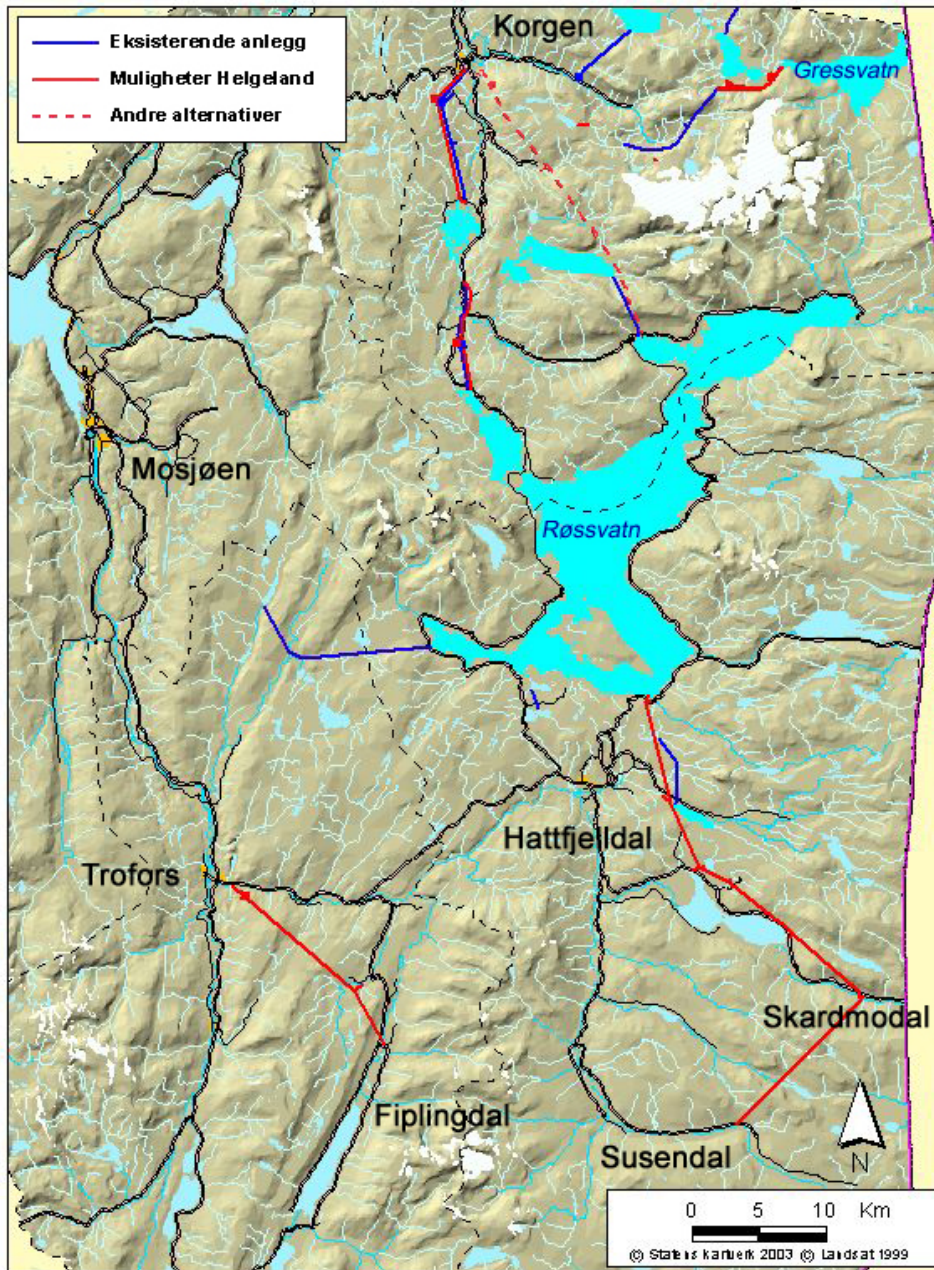 Eksisterende anlegg
Muligheter Helgeland
Andre alternativer
Korgen
Gressvatn
Mosjøen
Røssvatn
Hattfjelldal
Trofors
Skardmodal
Fiplingdal
Susendal
N
0 5 10 Km
© Statens kartverk 2003 © Landsat 1999